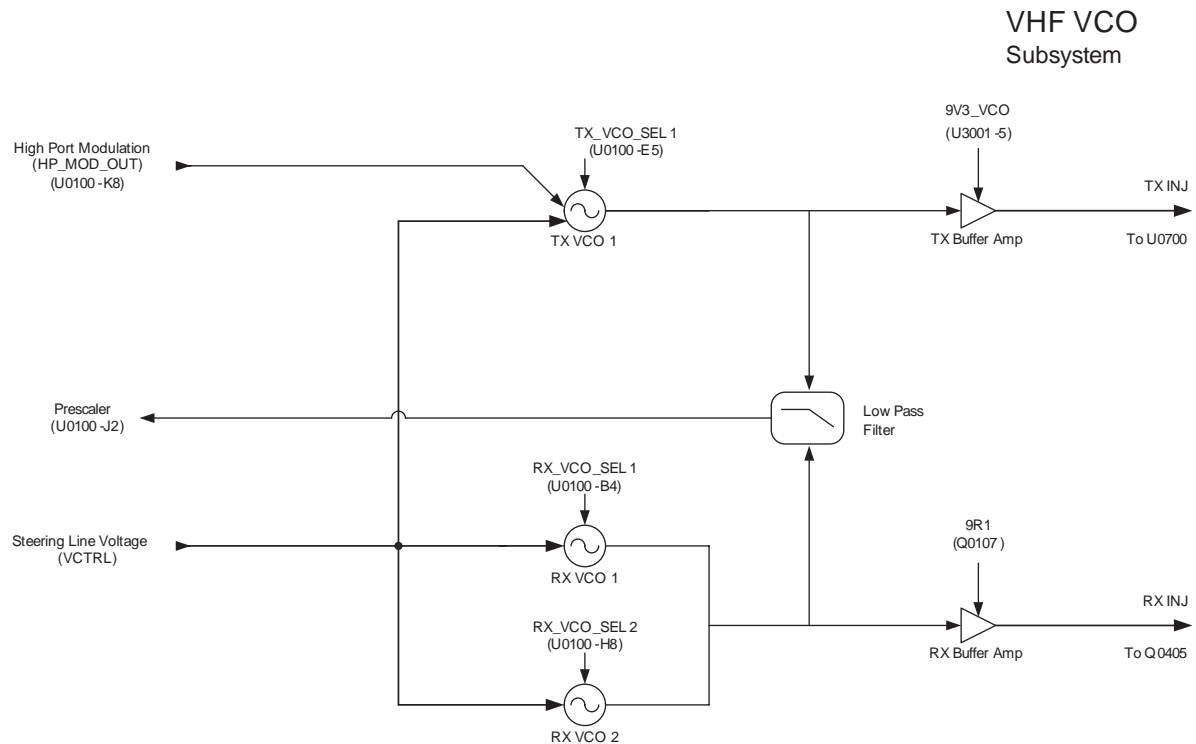 VHF VCO
Subsystem
9V3_VCO
(U3001-5)
TX_VCO_SEL 1
(U0100-E5)
High Port Modulation
(HP_MOD_OUT)
(U0100-K8)
TX INJ
TX VCO 1
TX Buffer Amp
To U0700
Prescaler
(U0100-J2)
Low Pass
Filter
RX_VCO_SEL 1
(U0100-B4)
Steering Line Voltage
(VCTRL)
9R1
(Q0107)
RX VCO 1
RX INJ
RX_VCO_SEL 2
(U0100-H8)
RX Buffer Amp
To Q0405
RX VCO 2